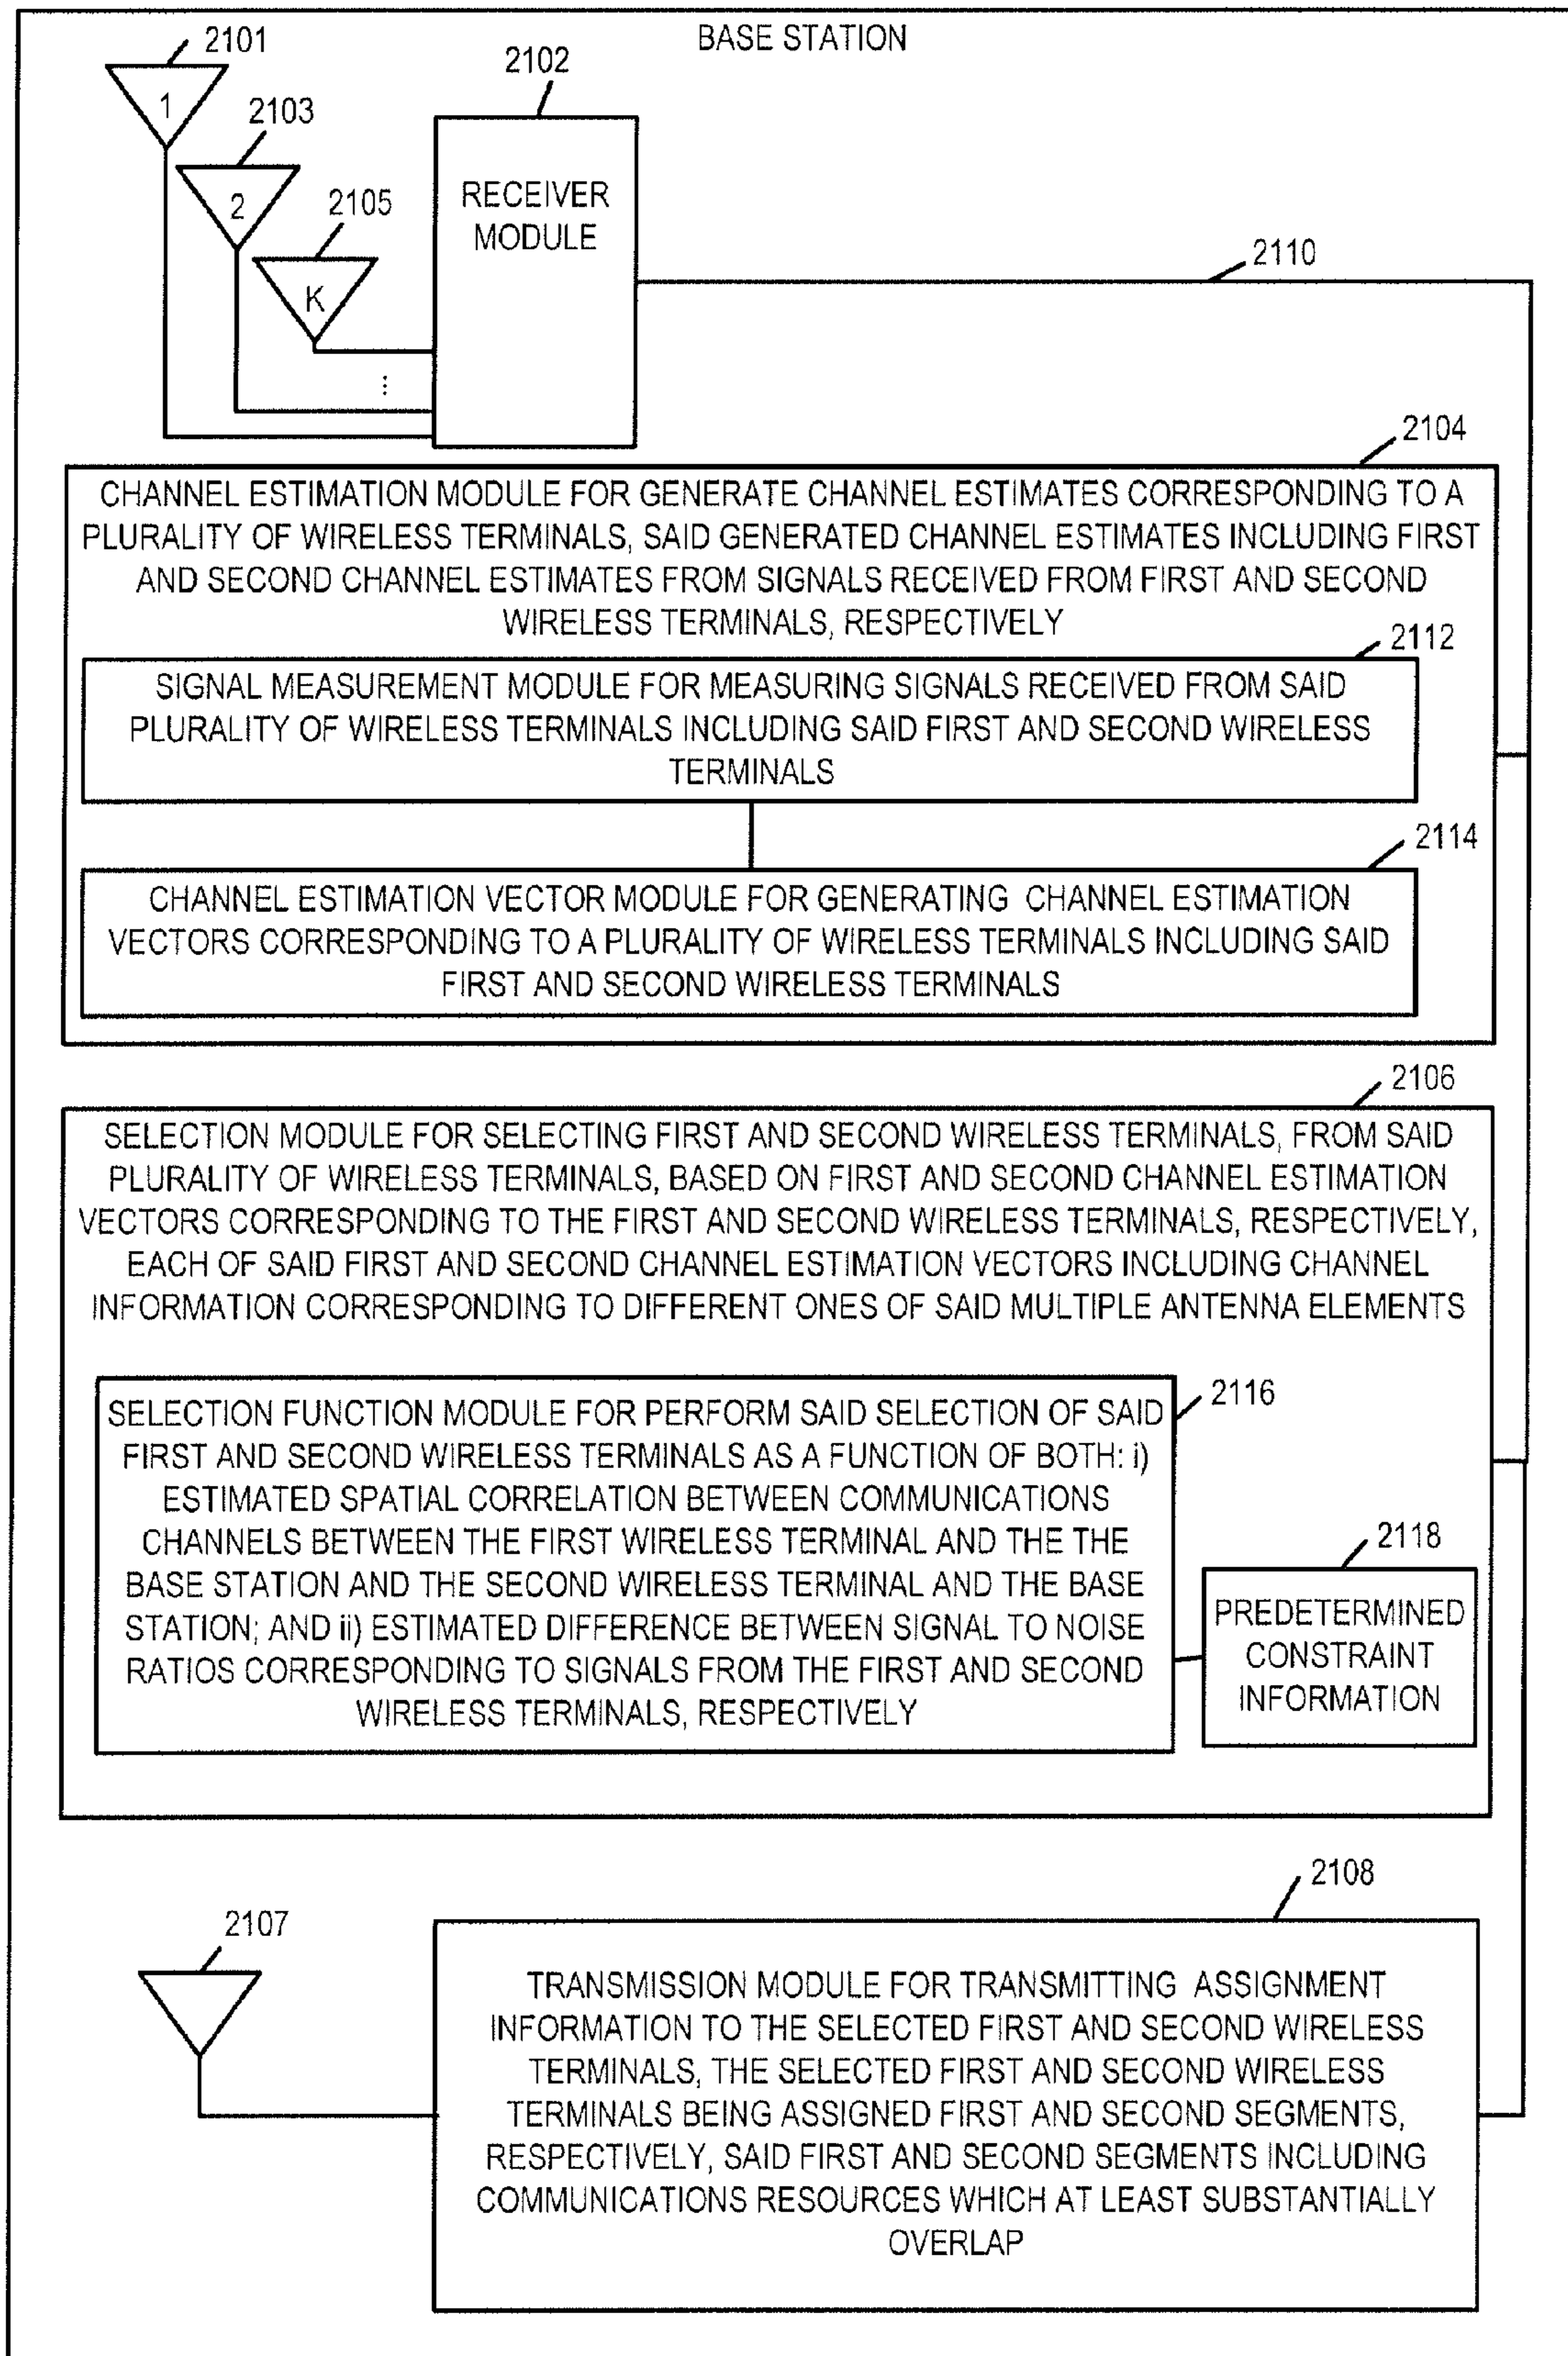 BASE STATION
2101
2102
1
2103
2
2105
K
RECEIVER
MODULE
2110
...
2104
CHANNEL ESTIMATION MODULE FOR GENERATE CHANNEL ESTIMATES CORRESPONDING TO A
PLURALITY OF WIRELESS TERMINALS, SAID GENERATED CHANNEL ESTIMATES INCLUDING FIRST
AND SECOND CHANNEL ESTIMATES FROM SIGNALS RECEIVED FROM FIRST AND SECOND
WIRELESS TERMINALS, RESPECTIVELY
2112
SIGNAL MEASUREMENT MODULE FOR MEASURING SIGNALS RECEIVED FROM SAID
PLURALITY OF WIRELESS TERMINALS INCLUDING SAID FIRST AND SECOND WIRELESS
TERMINALS
2114
CHANNEL ESTIMATION VECTOR MODULE FOR GENERATING CHANNEL ESTIMATION
VECTORS CORRESPONDING TO A PLURALITY OF WIRELESS TERMINALS INCLUDING SAID
FIRST AND SECOND WIRELESS TERMINALS
2106
SELECTION MODULE FOR SELECTING FIRST AND SECOND WIRELESS TERMINALS, FROM SAID
PLURALITY OF WIRELESS TERMINALS, BASED ON FIRST AND SECOND CHANNEL ESTIMATION
VECTORS CORRESPONDING TO THE FIRST AND SECOND WIRELESS TERMINALS, RESPECTIVELY,
EACH OF SAID FIRST AND SECOND CHANNEL ESTIMATION VECTORS INCLUDING CHANNEL
INFORMATION CORRESPONDING TO DIFFERENT ONES OF SAID MULTIPLE ANTENNA ELEMENTS
2116
SELECTION FUNCTION MODULE FOR PERFORM SAID SELECTION OF SAID
FIRST AND SECOND WIRELESS TERMINALS AS A FUNCTION OF BOTH: i)
ESTIMATED SPATIAL CORRELATION BETWEEN COMMUNICATIONS
CHANNELS BETWEEN THE FIRST WIRELESS TERMINAL AND THE THE
BASE STATION AND THE SECOND WIRELESS TERMINAL AND THE BASE
STATION; AND ii) ESTIMATED DIFFERENCE BETWEEN SIGNAL TO NOISE
RATIOS CORRESPONDING TO SIGNALS FROM THE FIRST AND SECOND
WIRELESS TERMINALS, RESPECTIVELY
2118
PREDETERMINED
CONSTRAINT
INFORMATION
2108
2107
TRANSMISSION MODULE FOR TRANSMITTING ASSIGNMENT
INFORMATION TO THE SELECTED FIRST AND SECOND WIRELESS
TERMINALS, THE SELECTED FIRST AND SECOND WIRELESS
TERMINALS BEING ASSIGNED FIRST AND SECOND SEGMENTS,
RESPECTIVELY, SAID FIRST AND SECOND SEGMENTS INCLUDING
COMMUNICATIONS RESOURCES WHICH AT LEAST SUBSTANTIALLY
OVERLAP